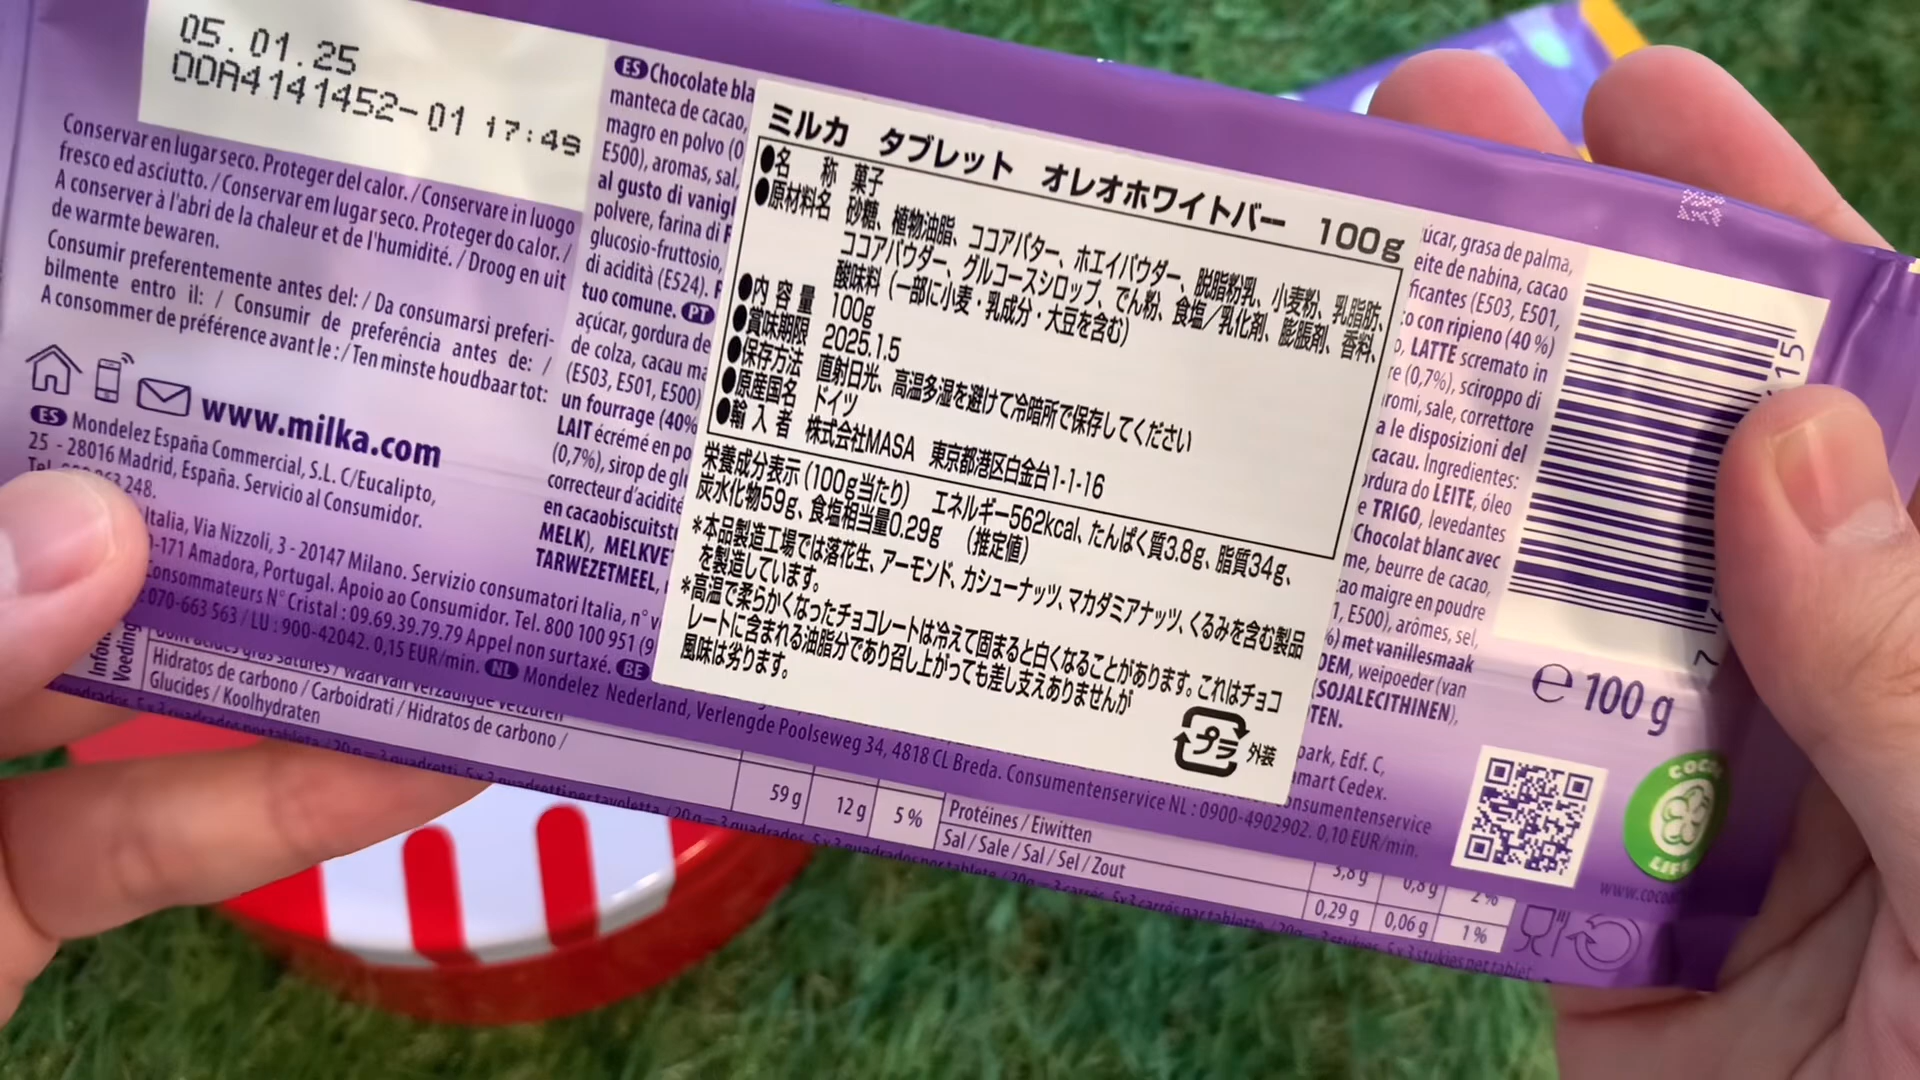 05.01.25
OOA4141452-01 17:49
Conservar en lugar seco. Proteger del calor. / Conservare in luogo
fresco ed asciutto. / Conservar em lugar seco. Proteger do calor. /
A conserver à l'abri de la chaleur et de l'humidité. / Droog en uit
de warmte bewaren.
Consumir preferentemente antes del: / Da consumarsi preferi-
bilmente entro il: / Consumir de preferência antes de: /
A consommer de préférence avant le : / Ten minste houdbaar tot:
www.milka.com
ES Mondelez España Commercial, S.L. C/Eucalipto,
25 - 28016 Madrid, España. Servicio al Consumidor.
248.
Italia, Via Nizzoli, 3 - 20147 Milano. Servizio consumatori Italia, n° v
-171 Amadora, Portugal. Apoio ao Consumidor. Tel. 800 100 951 (9
onsommateurs N° Cristal : 09.69.39.79.79 Appel non surtaxé. BE
070-663 563 / LU : 900-42042. 0,15 EUR/min. NL Mondelez Nederland, Verlengde Poolseweg 34, 4818 CL Breda. Consumentenservice NL : 0900-4902902. 0,10 EUR/min.
ES Chocolate bla
manteca de cacao,
magro en polvo (0
E500), aromas, sal,
al gusto di vanigl
polvere, farina di F
glucosio-fruttosio,
di acidità (E524).
tuo comune. PT
açúcar, gordura de
de colza, cacau ma
(E503, E501, E500)
un fourrage (40%
LAIT écrémé en po
(0,7%), sirop de glu
correcteur d'acidité
en cacaobiscuitst
MELK), MELKVE
TARWEZETMEEL,
ミルカ タブレット オレオホワイトバー 100g
●名称 菓子
●原材料名 砂糖、植物油脂、ココアバター、ホエイパウダー、脱脂粉乳、小麦粉、乳脂肪、
ココアパウダー、グルコースシロップ、でん粉、食塩/乳化剤、膨脹剤、香料、
酸味料(一部に小麦・乳成分・大豆を含む)
●内容量 100g
●賞味期限 2025.1.5
●保存方法 直射日光、高温多湿を避けて冷暗所で保存してください
●原産国名 ドイツ
●輸入者 株式会社MASA 東京都港区白金台1-1-16
栄養成分表示(100g当たり) エネルギー562kcal、たんぱく質3.8g、脂質34g、
炭水化物59g、食塩相当量0.29g (推定値)
*本品製造工場では落花生、アーモンド、カシューナッツ、マカダミアナッツ、くるみを含む製品
を製造しています。
*高温で柔らかくなったチョコレートは冷えて固まると白くなることがあります。これはチョコ
レートに含まれる油脂分であり召し上がっても差し支えありませんが
風味は劣ります。
プラ 外装
úcar, grasa de palma,
eite de nabina, cacao
ficantes (E503, E501,
o con ripieno (40 %)
LATTE scremato in
re (0,7%), sciroppo di
romi, sale, correttore
a le disposizioni del
cacau. Ingredientes:
rdura do LEITE, óleo
e TRIGO, levedantes
Chocolat blanc avec
me, beurre de cacao,
ao maigre en poudre
1, E500), arômes, sel,
) met vanillesmaak
DEM, weipoeder (van
SOJALECITHINEN),
TEN.
park, Edf. C,
mart Cedex.
nsumentenservice
15
7
e 100 g
COCOA
LIFE
Voeding
Hidratos de carbono / Carboidrati / Hidratos de carbono /
Glucides / Koolhydraten
59 g 12 g 5 %
Protéines / Eiwitten
3,8 g 0,8 g 2 %
Sal / Sale / Sal / Sel / Zout
0,29 g 0,06 g 1 %